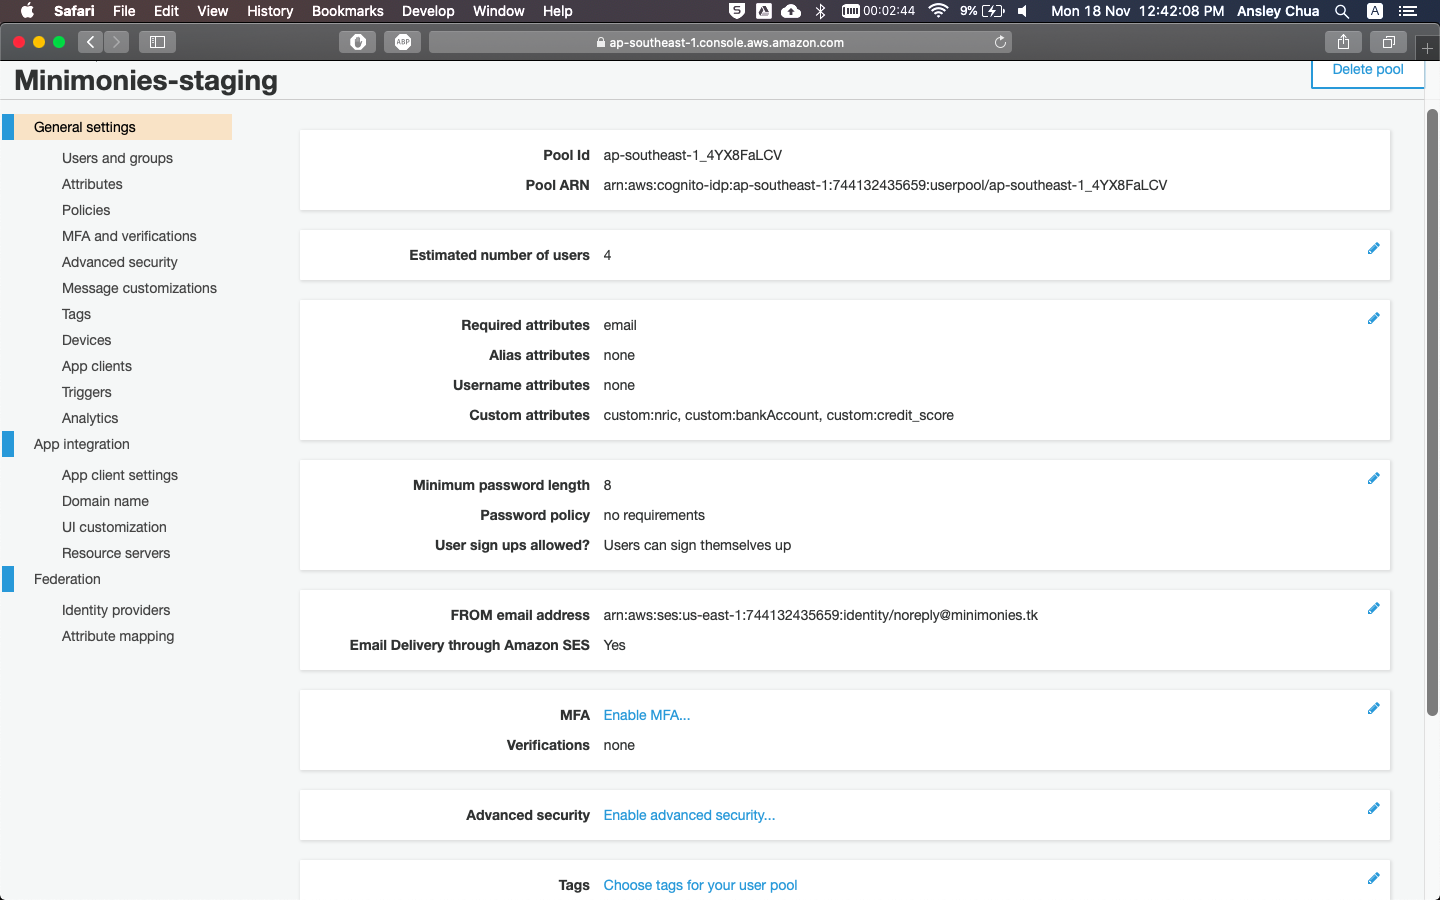 Safari File Edit View History Bookmarks Develop Window Help S 00:02:44 9% Mon 18 Nov 12:42:08 PM Ansley Chua A
ABP ap-southeast-1.console.aws.amazon.com
Minimonies-staging
Delete pool
General settings
Users and groups
Attributes
Policies
MFA and verifications
Advanced security
Message customizations
Tags
Devices
App clients
Triggers
Analytics
App integration
App client settings
Domain name
UI customization
Resource servers
Federation
Identity providers
Attribute mapping
Pool Id ap-southeast-1_4YX8FaLCV
Pool ARN arn:aws:cognito-idp:ap-southeast-1:744132435659:userpool/ap-southeast-1_4YX8FaLCV
Estimated number of users 4
Required attributes email
Alias attributes none
Username attributes none
Custom attributes custom:nric, custom:bankAccount, custom:credit_score
Minimum password length 8
Password policy no requirements
User sign ups allowed? Users can sign themselves up
FROM email address arn:aws:ses:us-east-1:744132435659:identity/noreply@minimonies.tk
Email Delivery through Amazon SES Yes
MFA Enable MFA...
Verifications none
Advanced security Enable advanced security...
Tags Choose tags for your user pool